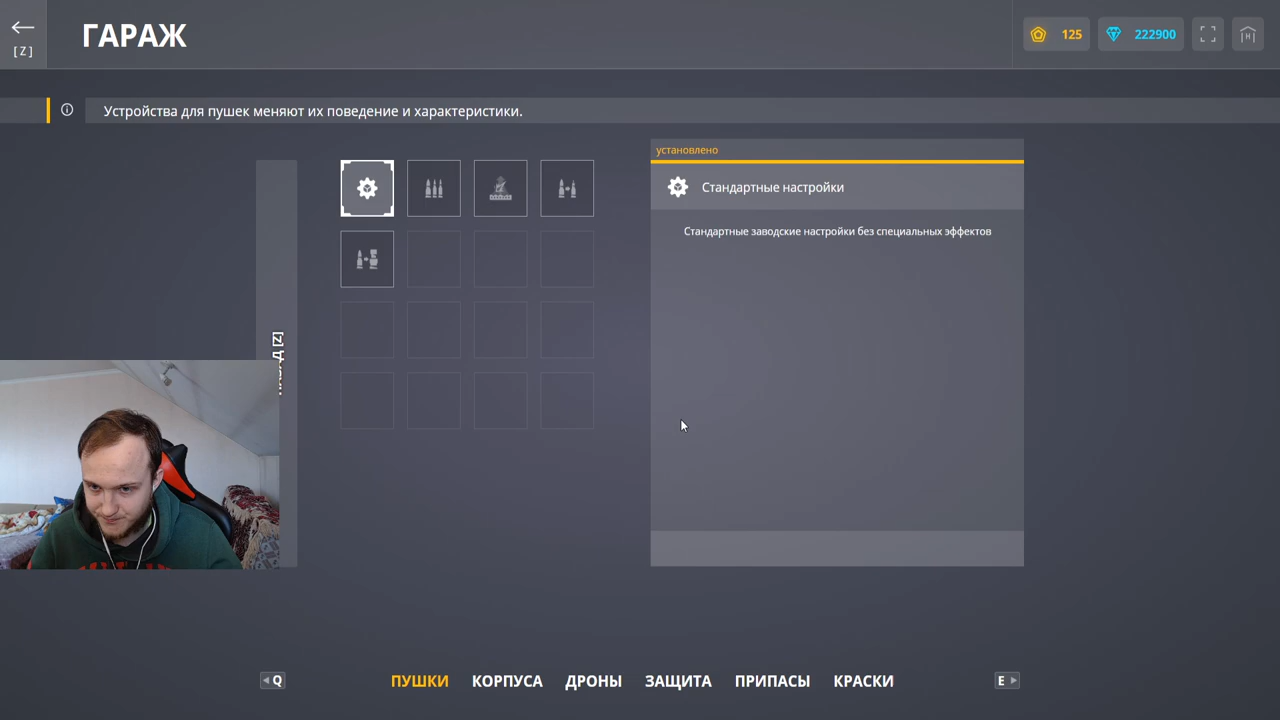 [Z]
ГАРАЖ
125
222900
Устройства для пушек меняют их поведение и характеристики.
установлено
Стандартные настройки
Стандартные заводские настройки без специальных эффектов
[Z]
Q
ПУШКИ
КОРПУСА
ДРОНЫ
ЗАЩИТА
ПРИПАСЫ
КРАСКИ
E